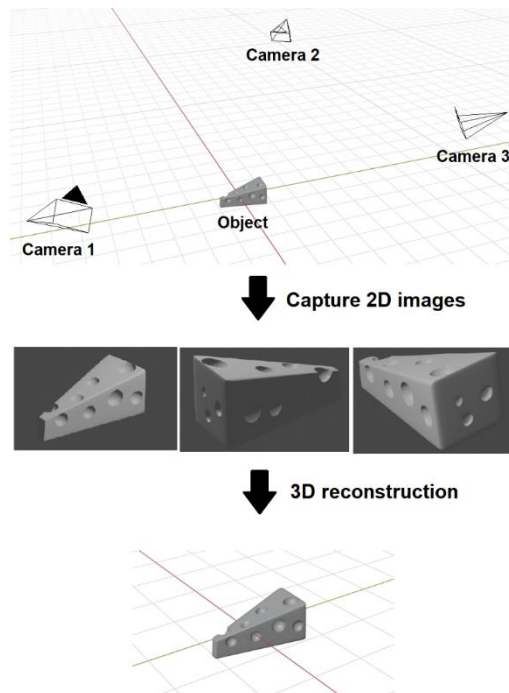 Camera 2
Camera 3
Camera 1
Object
Capture 2D images
3D reconstruction